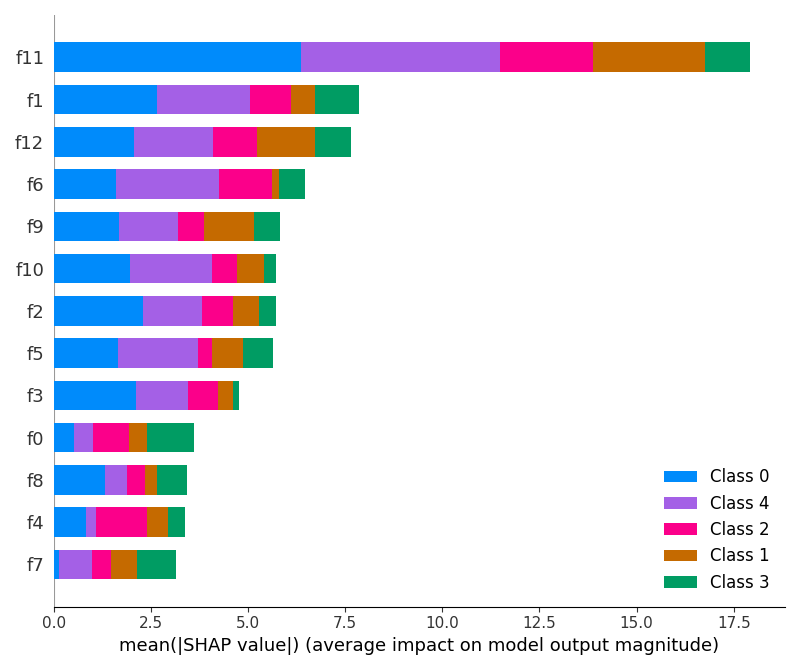 f11
f1
f12
f6
f9
f10
f2
f5
f3
f0
f8
f4
f7
Class 0
Class 4
Class 2
Class 1
Class 3
0.0 2.5 5.0 7.5 10.0 12.5 15.0 17.5
mean(|SHAP value|) (average impact on model output magnitude)